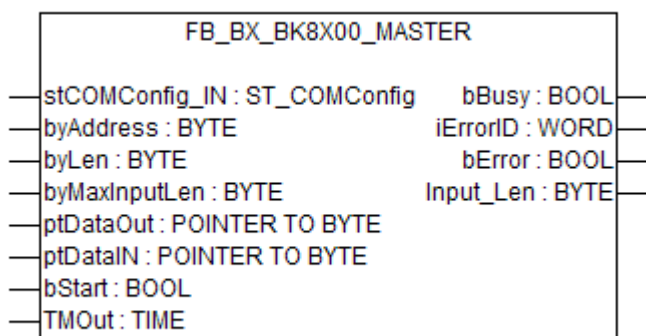 FB_BX_BK8X00_MASTER
stCOMConfig_IN : ST_COMConfig bBusy : BOOL
byAddress : BYTE iErrorID : WORD
byLen : BYTE bError : BOOL
byMaxInputLen : BYTE Input_Len : BYTE
ptDataOut : POINTER TO BYTE
ptDataIN : POINTER TO BYTE
bStart : BOOL
TMOut : TIME